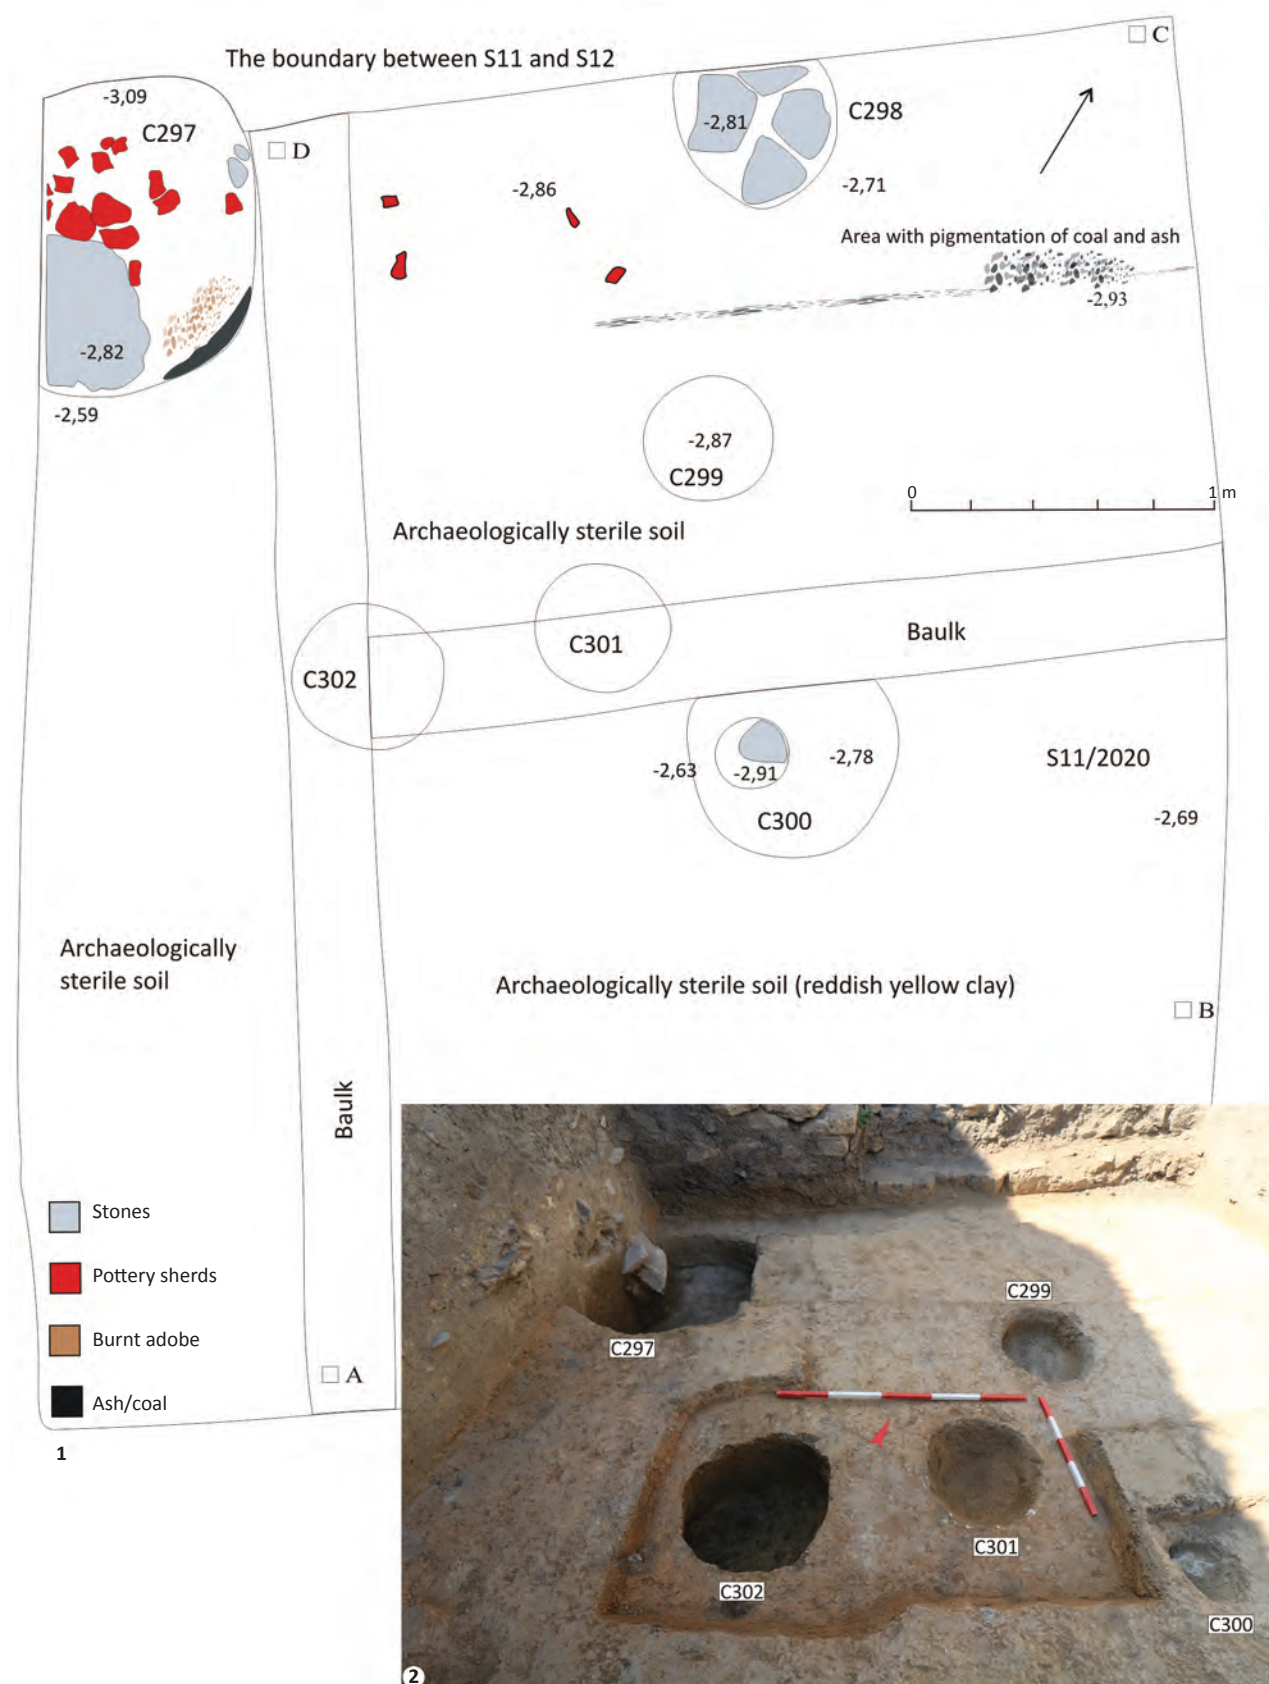 The boundary between S11 and S12
C
-3,09
C297
D
-2,81
C298
-2,86
-2,71
Area with pigmentation of coal and ash
-2,93
-2,82
-2,59
-2,87
C299
0
1 m
Archaeologically sterile soil
C301
Baulk
C302
-2,63
-2,91
-2,78
C300
S11/2020
-2,69
Archaeologically
sterile soil
Archaeologically sterile soil (reddish yellow clay)
B
Baulk
Stones
Pottery sherds
Burnt adobe
A
Ash/coal
1
C299
C297
C301
C302
C300
2